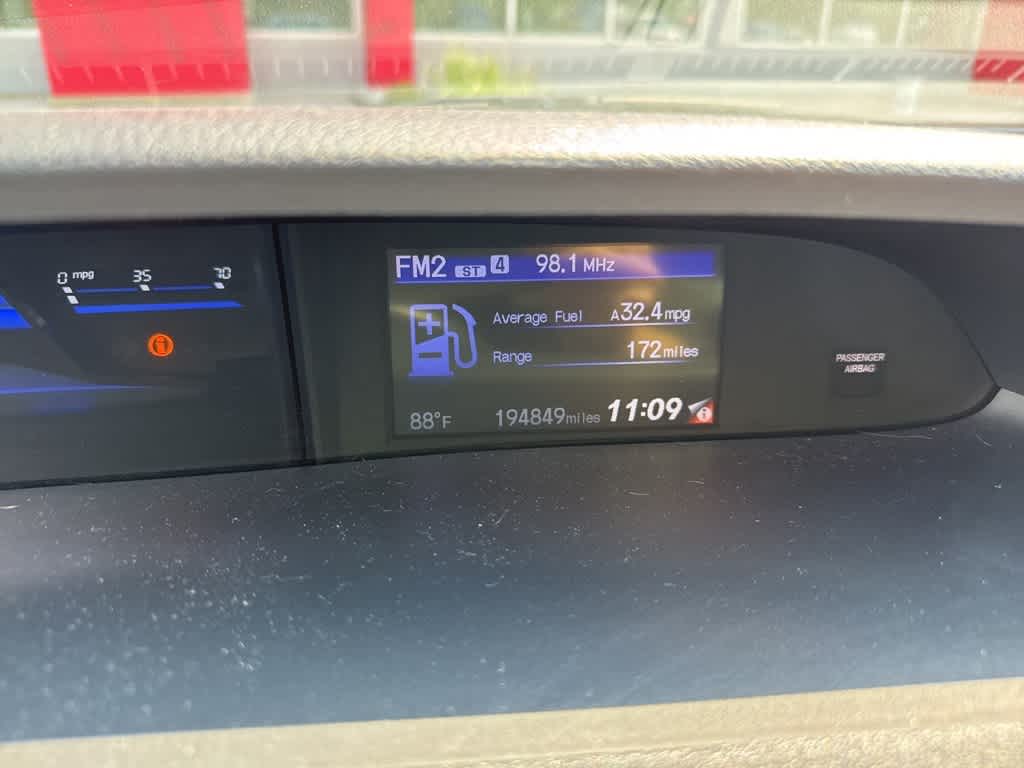 0 mpg 35 70
FM2 ST 4 98.1 MHz
Average Fuel A32.4mpg
Range 172miles
88°F 194849miles 11:09
PASSENGER
AIRBAG